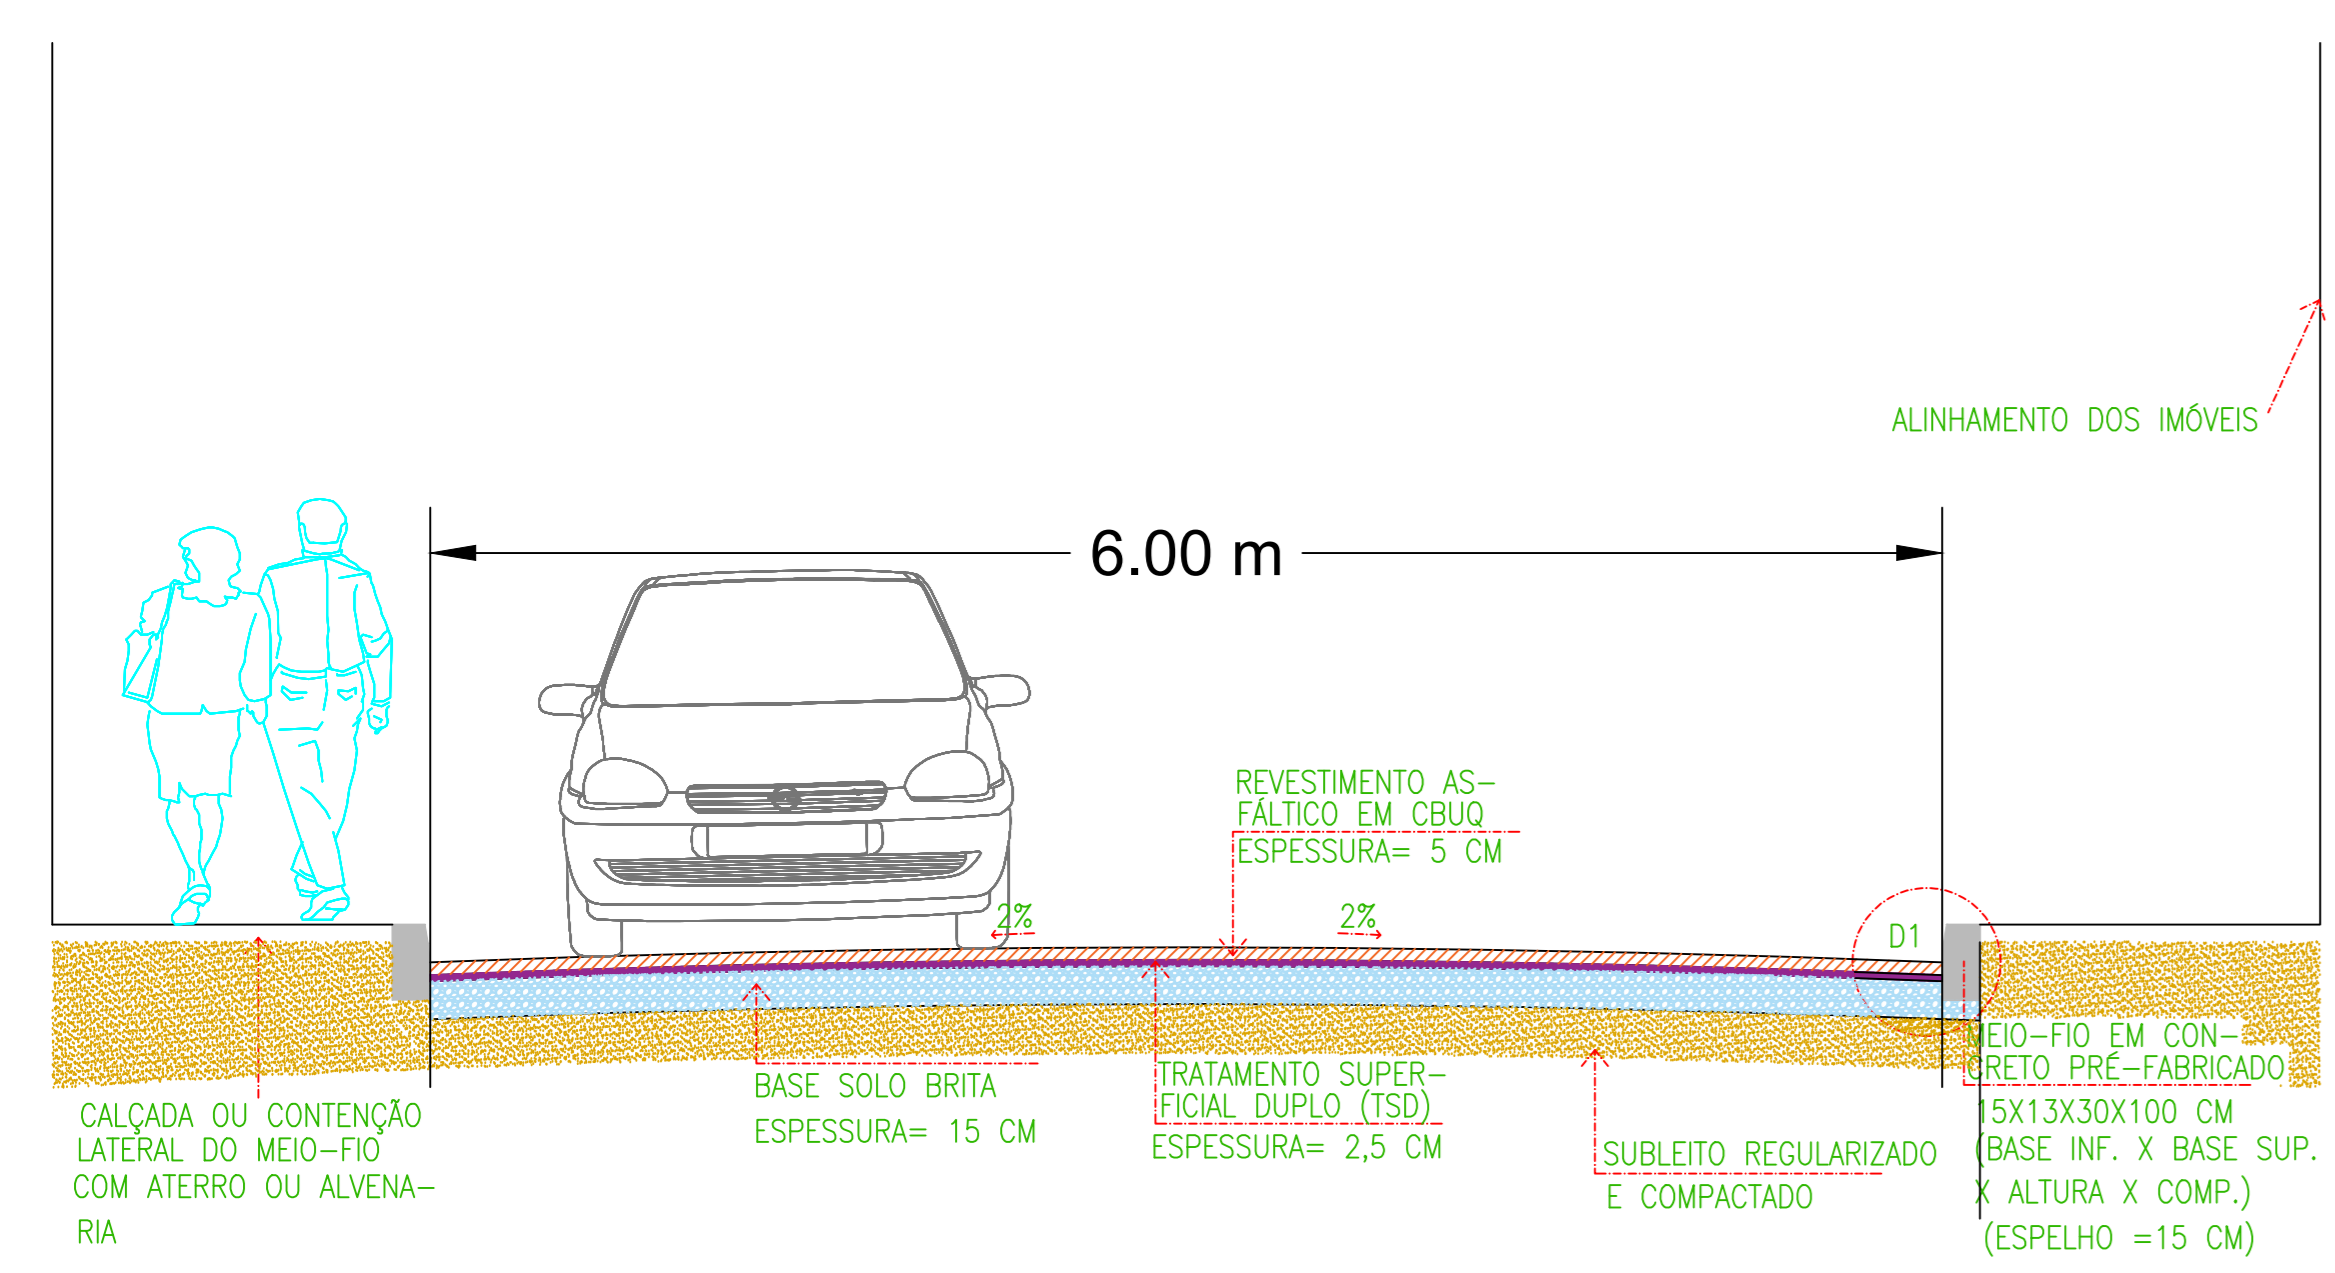 ALINHAMENTO DOS IMÓVEIS
6.00 m
REVESTIMENTO AS-
FÁLTICO EM CBUQ
ESPESSURA= 5 CM
2%
2%
D1
BASE SOLO BRITA
ESPESSURA= 15 CM
TRATAMENTO SUPER-
FICIAL DUPLO (TSD)
ESPESSURA= 2,5 CM
SUBLEITO REGULARIZADO
E COMPACTADO
MEIO-FIO EM CON-
CRETO PRÉ-FABRICADO
15X13X30X100 CM
(BASE INF. X BASE SUP.
X ALTURA X COMP.)
(ESPELHO =15 CM)
CALÇADA OU CONTENÇÃO
LATERAL DO MEIO-FIO
COM ATERRO OU ALVENA-
RIA